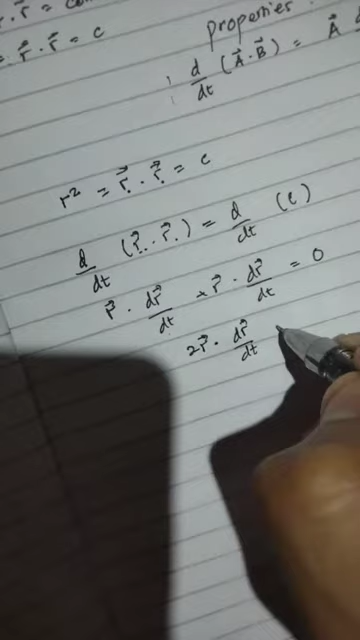 = r⃗ · r⃗ = c
properties
d/dt (A⃗ · B⃗) = A⃗
r² = r⃗ · r⃗ = c
d/dt (r⃗ · r⃗) = d/dt (c)
r⃗ · dr⃗/dt + r⃗ · dr⃗/dt = 0
2r⃗ · dr⃗/dt